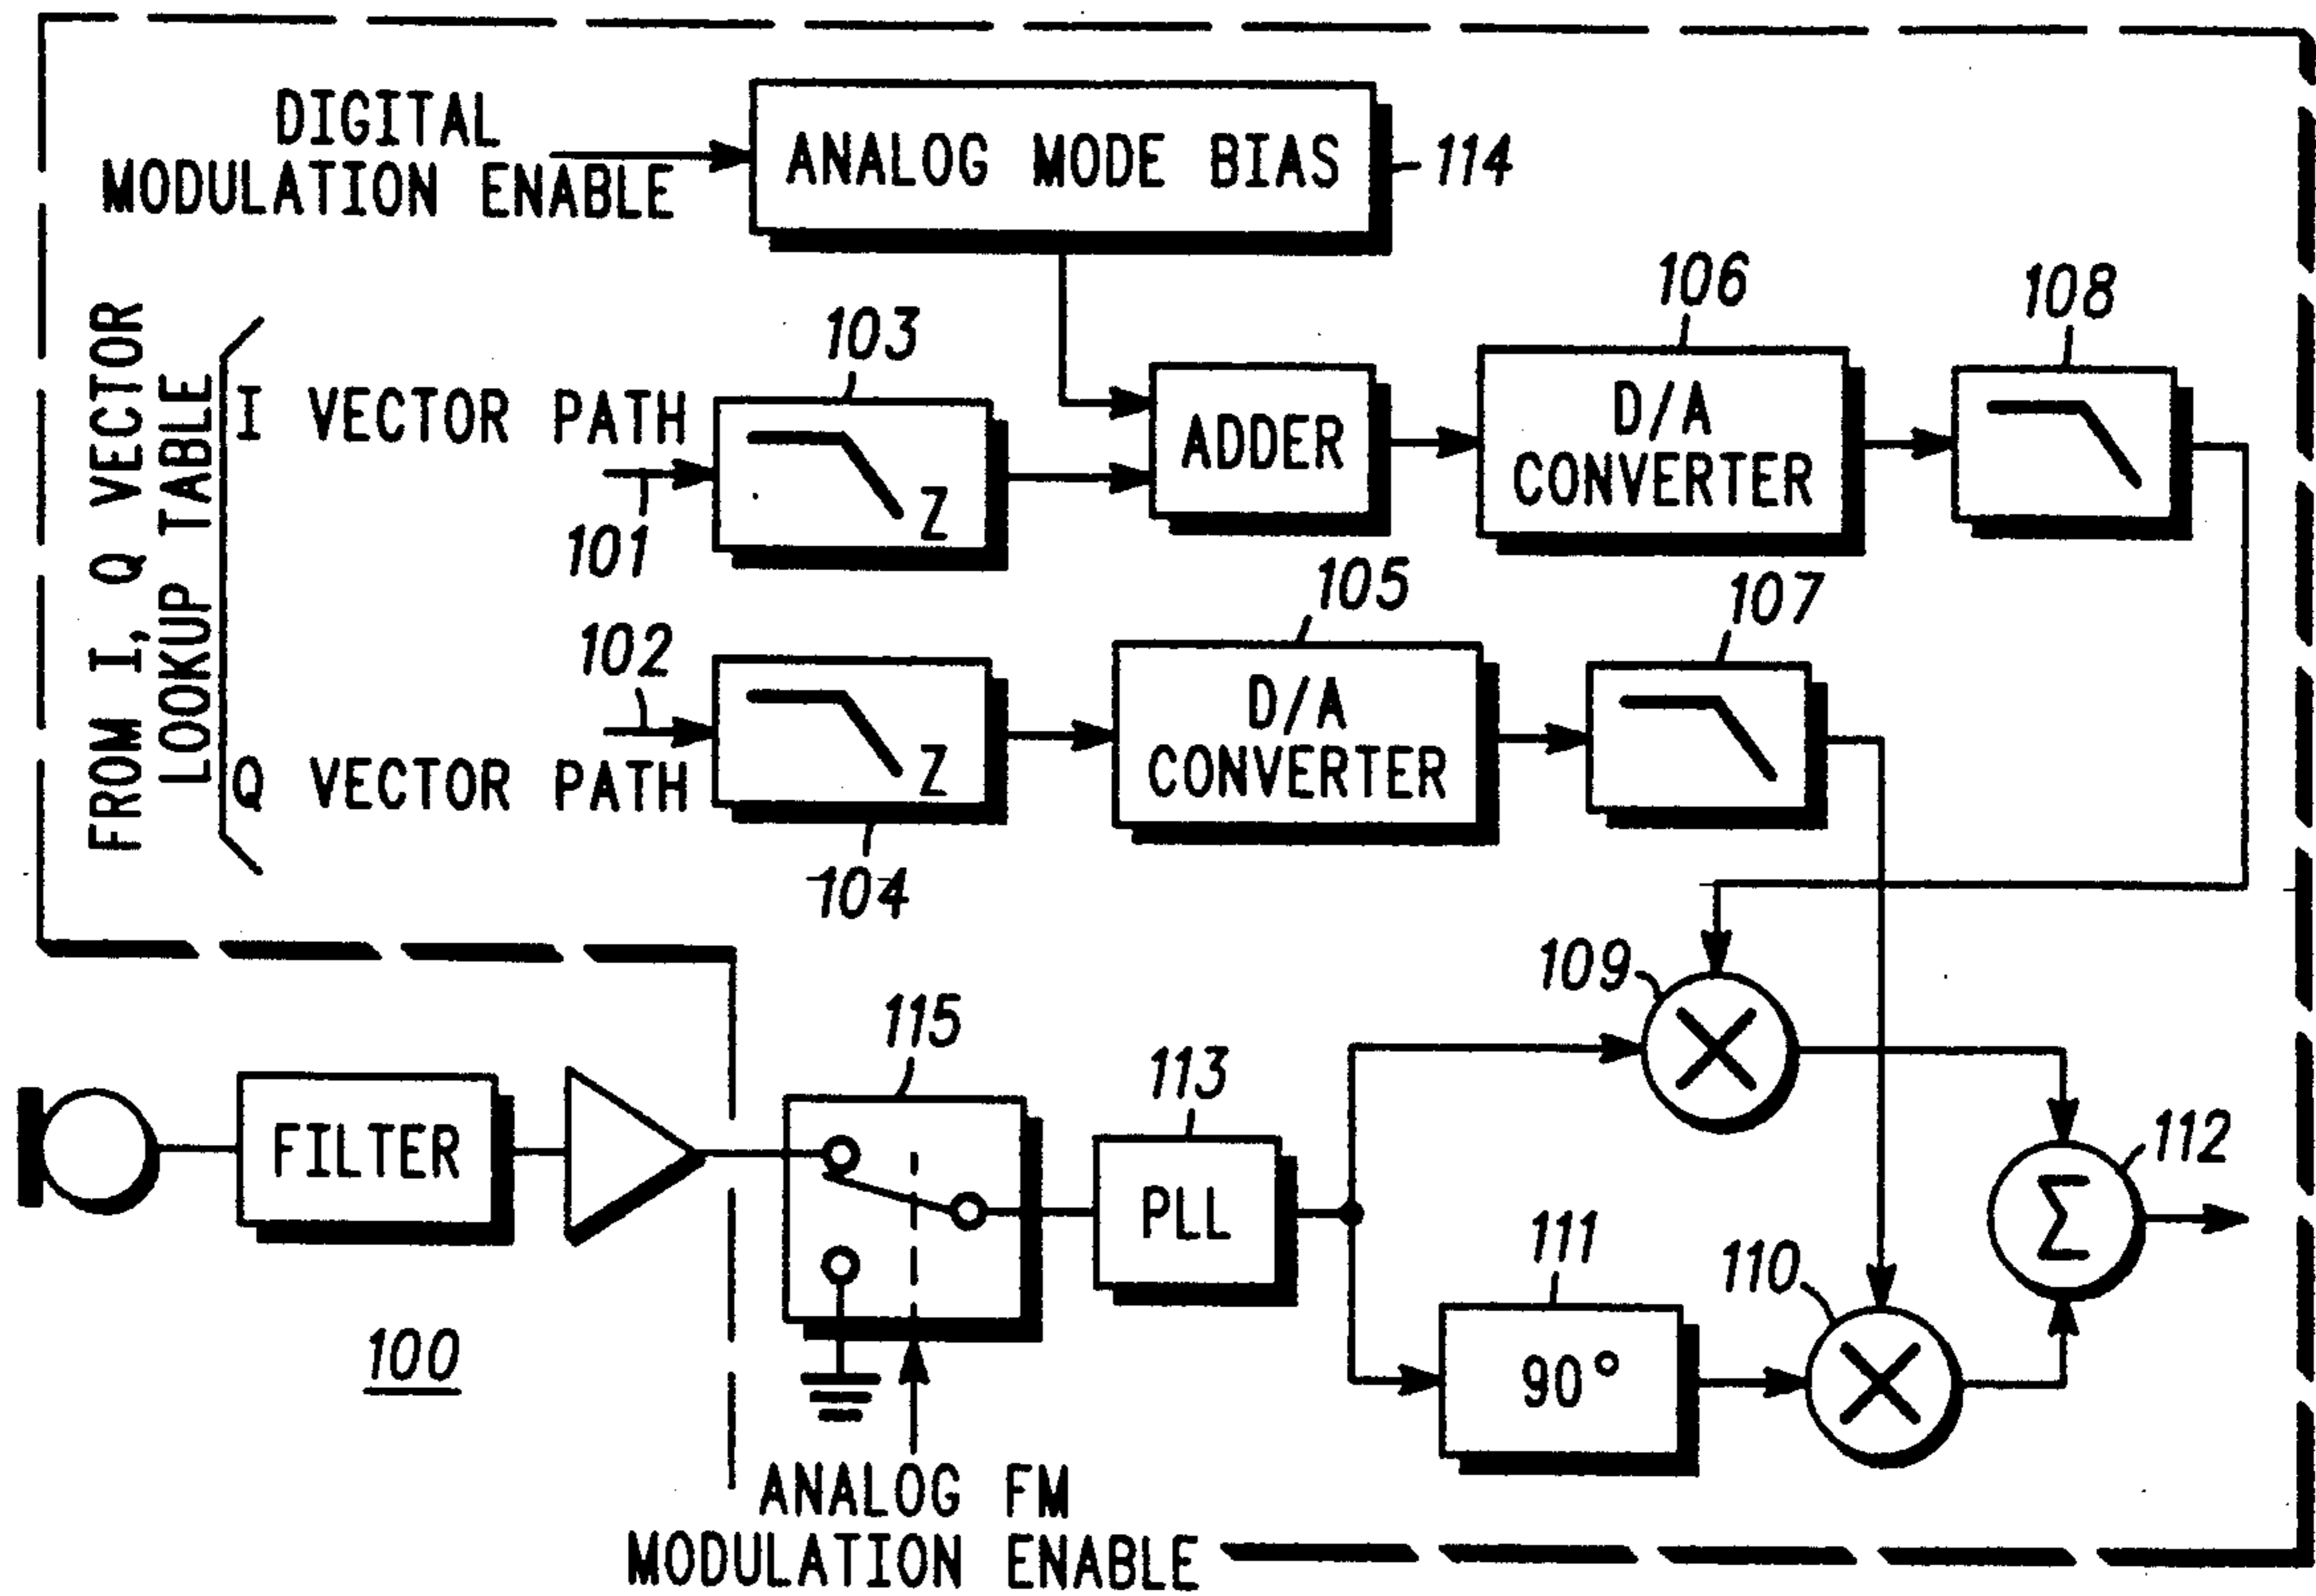 DIGITAL
MODULATION ENABLE
ANALOG MODE BIAS
114
FROM I, Q VECTOR
LOOKUP TABLE
I VECTOR PATH
101
103
Z
ADDER
106
D/A
CONVERTER
108
102
Q VECTOR PATH
Z
104
105
D/A
CONVERTER
107
109
115
113
FILTER
PLL
112
Σ
111
90°
110
100
ANALOG FM
MODULATION ENABLE